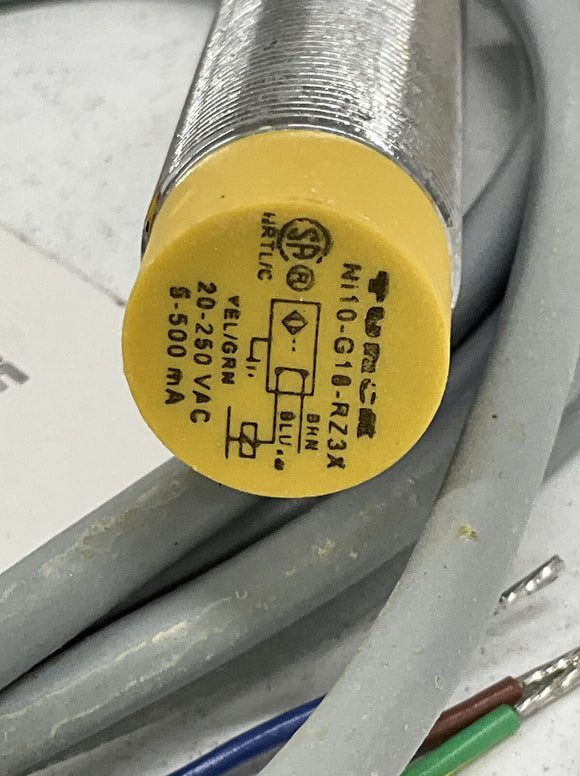 TURCK
Ni10-G18-RZ3X
SA ®
NRTL/C
BRN
BLU
YEL/GRN
20-250 VAC
5-500 mA